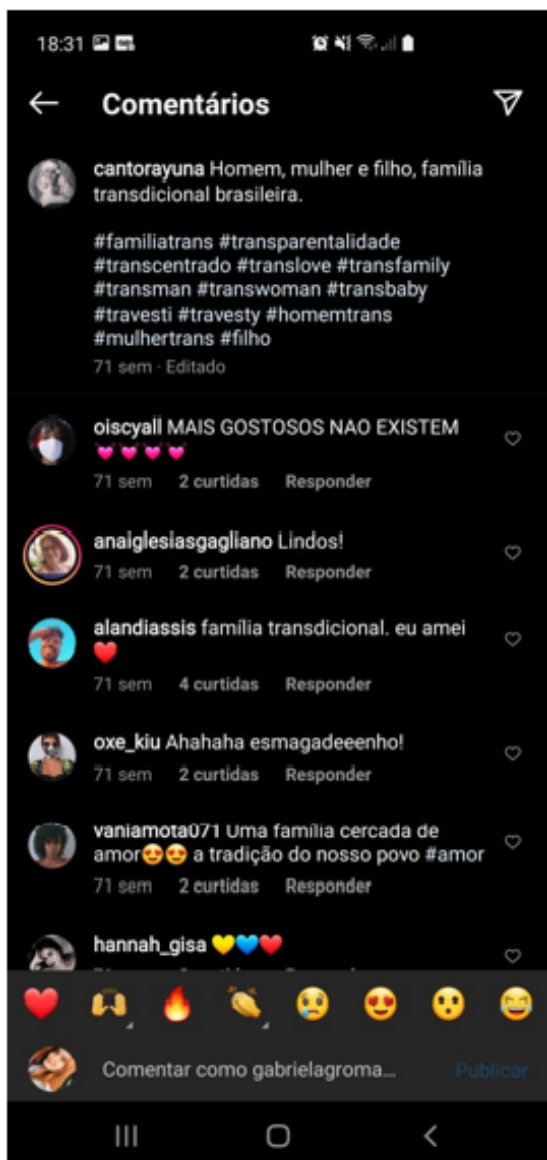 18:31
Comentários
cantorayuna Homem, mulher e filho, família
transdicional brasileira.
#familiatrans #transparentalidade
#transcentrado #translove #transfamily
#transman #transwoman #transbaby
#travesti #travesty #homemtrans
#mulhertrans #filho
71 sem · Editado
oiscyall MAIS GOSTOSOS NAO EXISTEM
💓💓💓💓
71 sem 2 curtidas Responder
anaiglesiasgagliano Lindos!
71 sem 2 curtidas Responder
alandiassis família transdicional. eu amei
❤️
71 sem 4 curtidas Responder
oxe_kiu Ahahaha esmagadeeenho!
71 sem 2 curtidas Responder
vaniamota071 Uma família cercada de
amor😍😍 a tradição do nosso povo #amor
71 sem 2 curtidas Responder
hannah_gisa 💛💙❤️
Comentar como gabrielagroma... Publicar